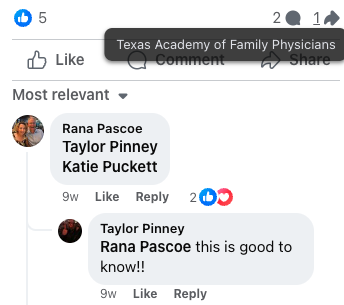 5 2 1
Texas Academy of Family Physicians
Like Comment Share
Most relevant
Rana Pascoe
Taylor Pinney
Katie Puckett
9w Like Reply 2
Taylor Pinney
Rana Pascoe this is good to
know!!
9w Like Reply